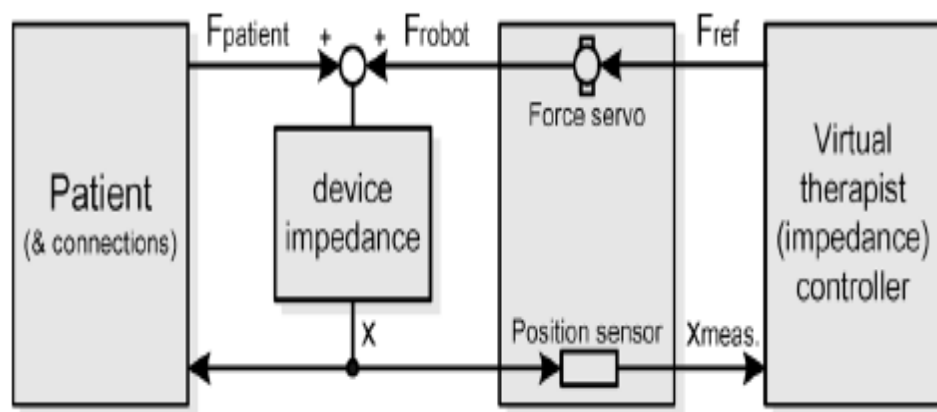 Fpatient
+
+
Frobot
Fref
Force servo
Patient
(& connections)
device
impedance
Virtual
therapist
(impedance)
controller
x
Position sensor
xmeas.